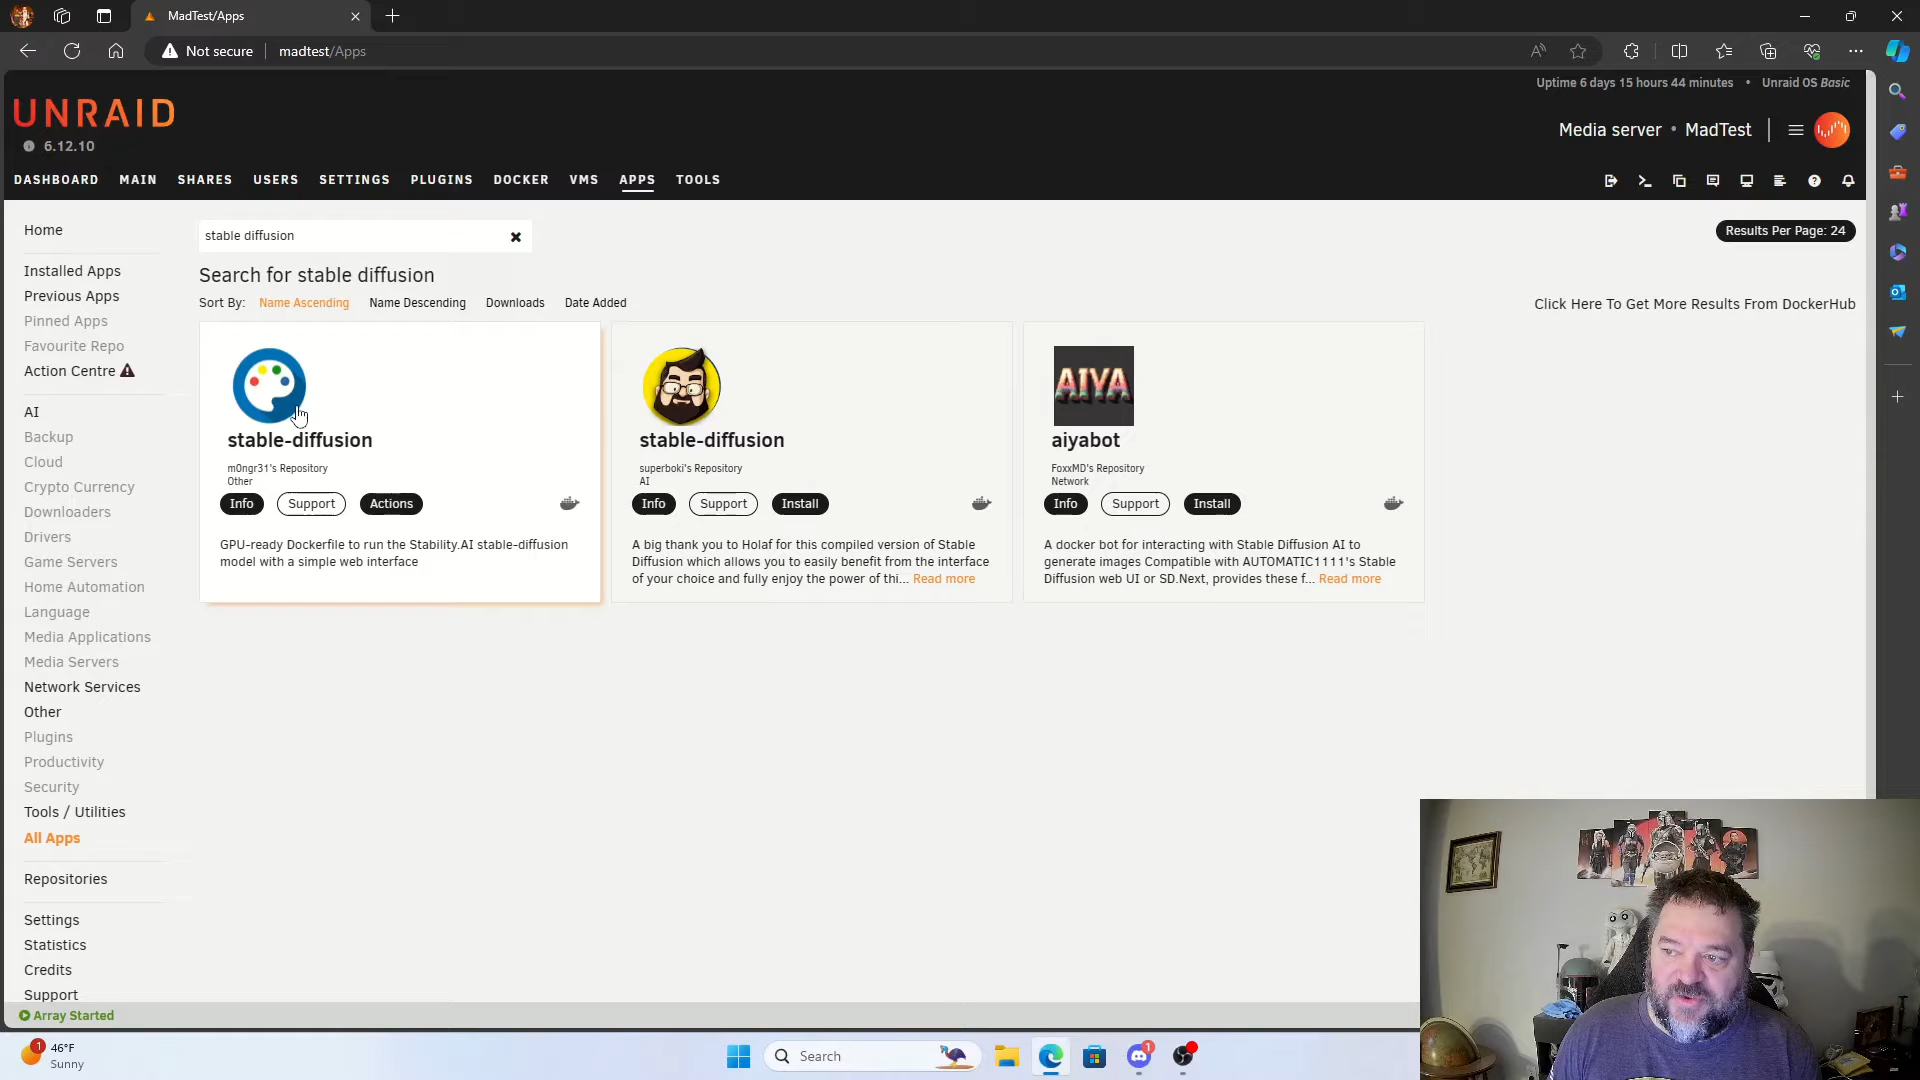 MadTest/Apps
Not secure
madtest/Apps
Uptime 6 days 15 hours 44 minutes • Unraid OS Basic
UNRAID
6.12.10
Media server • MadTest
DASHBOARD MAIN SHARES USERS SETTINGS PLUGINS DOCKER VMS APPS TOOLS
Home
Installed Apps
Previous Apps
Pinned Apps
Favourite Repo
Action Centre
AI
Backup
Cloud
Crypto Currency
Downloaders
Drivers
Game Servers
Home Automation
Language
Media Applications
Media Servers
Network Services
Other
Plugins
Productivity
Security
Tools / Utilities
All Apps
Repositories
Settings
Statistics
Credits
Support
stable diffusion
Results Per Page: 24
Search for stable diffusion
Sort By: Name Ascending Name Descending Downloads Date Added
Click Here To Get More Results From DockerHub
stable-diffusion
m0ngr31's Repository
Other
Info Support Actions
GPU-ready Dockerfile to run the Stability.AI stable-diffusion
model with a simple web interface
stable-diffusion
superboki's Repository
AI
Info Support Install
A big thank you to Holaf for this compiled version of Stable
Diffusion which allows you to easily benefit from the interface
of your choice and fully enjoy the power of thi... Read more
AIYA
aiyabot
FoxxMD's Repository
Network
Info Support Install
A docker bot for interacting with Stable Diffusion AI to
generate images Compatible with AUTOMATIC1111's Stable
Diffusion web UI or SD.Next, provides these f... Read more
Array Started
1
46°F
Sunny
Search
1